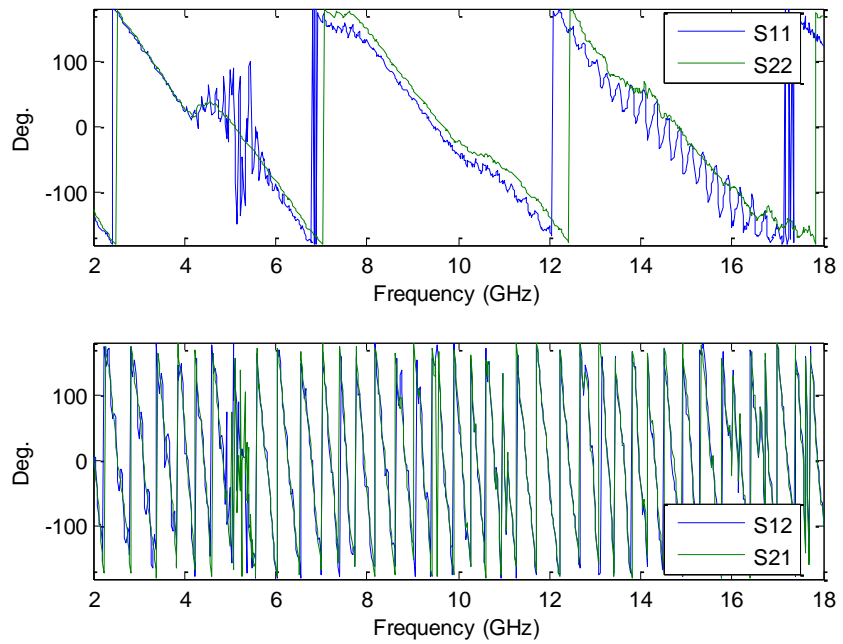 S11
S22
100
0
-100
Deg.
2 4 6 8 10 12 14 16 18
Frequency (GHz)
S12
S21
100
0
-100
Deg.
2 4 6 8 10 12 14 16 18
Frequency (GHz)